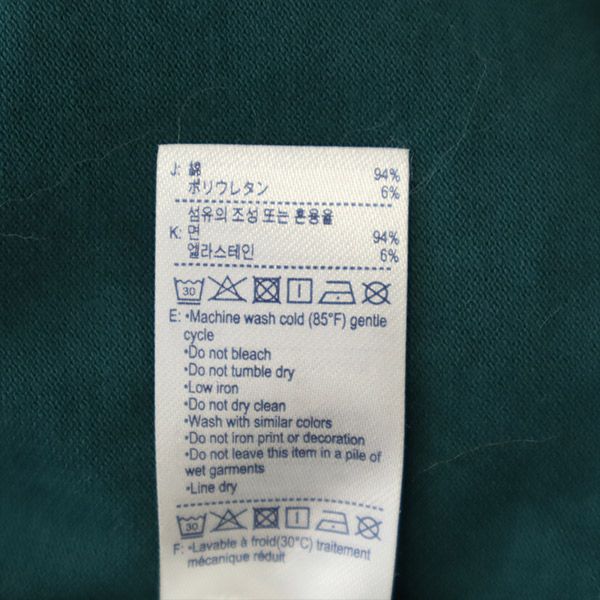 J: 綿 94%
ポリウレタン 6%
섬유의 조성 또는 혼용율
K: 면 94%
엘라스테인 6%
30
E: •Machine wash cold (85°F) gentle
cycle
•Do not bleach
•Do not tumble dry
•Low iron
•Do not dry clean
•Wash with similar colors
•Do not iron print or decoration
•Do not leave this item in a pile of
wet garments
•Line dry
30
F: •Lavable à froid(30°C) traitement
mécanique réduit